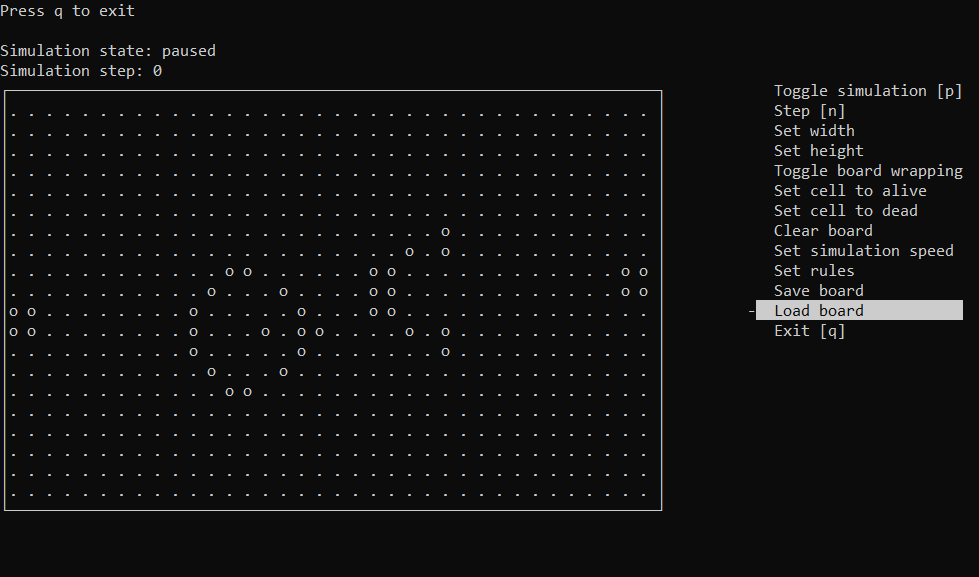 Press q to exit
Simulation state: paused
Simulation step: 0
. . . . . . . . . . . . . . . . . . . . . . . . . . . . . . . . . . . .
. . . . . . . . . . . . . . . . . . . . . . . . . . . . . . . . . . . .
. . . . . . . . . . . . . . . . . . . . . . . . . . . . . . . . . . . .
. . . . . . . . . . . . . . . . . . . . . . . . . . . . . . . . . . . .
. . . . . . . . . . . . . . . . . . . . . . . . . . . . . . . . . . . .
. . . . . . . . . . . . . . . . . . . . . . . . . . . . . . . . . . . .
. . . . . . . . . . . . . . . . . . . . . . . . o . . . . . . . . . . .
. . . . . . . . . . . . . . . . . . . . . . o . o . . . . . . . . . . .
. . . . . . . . . . . . o o . . . . . . o o . . . . . . . . . . . . o o
. . . . . . . . . . . o . . . o . . . . o o . . . . . . . . . . . . o o
o o . . . . . . . . o . . . . . o . . . o o . . . . . . . . . . . . . .
o o . . . . . . . . o . . . o . o o . . . . o . o . . . . . . . . . . .
. . . . . . . . . . o . . . . . o . . . . . . . o . . . . . . . . . . .
. . . . . . . . . . . o . . . o . . . . . . . . . . . . . . . . . . . .
. . . . . . . . . . . . o o . . . . . . . . . . . . . . . . . . . . . .
. . . . . . . . . . . . . . . . . . . . . . . . . . . . . . . . . . . .
. . . . . . . . . . . . . . . . . . . . . . . . . . . . . . . . . . . .
. . . . . . . . . . . . . . . . . . . . . . . . . . . . . . . . . . . .
. . . . . . . . . . . . . . . . . . . . . . . . . . . . . . . . . . . .
. . . . . . . . . . . . . . . . . . . . . . . . . . . . . . . . . . . .
Toggle simulation [p]
Step [n]
Set width
Set height
Toggle board wrapping
Set cell to alive
Set cell to dead
Clear board
Set simulation speed
Set rules
Save board
- Load board
Exit [q]